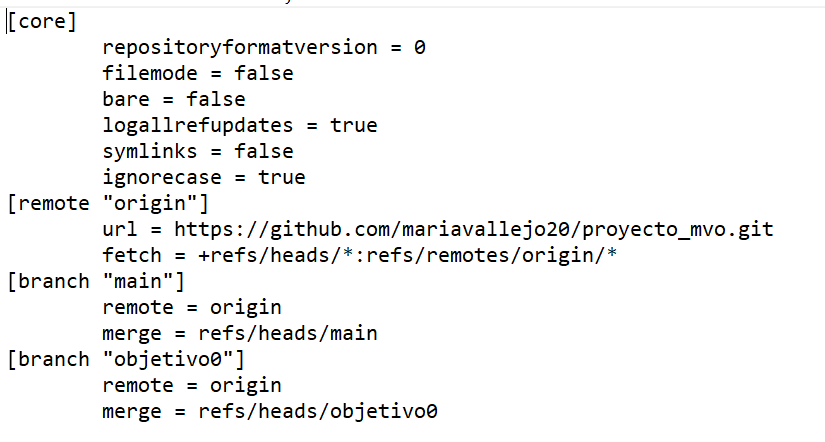 [core]
repositoryformatversion = 0
filemode = false
bare = false
logallrefupdates = true
symlinks = false
ignorecase = true
[remote "origin"]
url = https://github.com/mariavallejo20/proyecto_mvo.git
fetch = +refs/heads/*:refs/remotes/origin/*
[branch "main"]
remote = origin
merge = refs/heads/main
[branch "objetivo0"]
remote = origin
merge = refs/heads/objetivo0